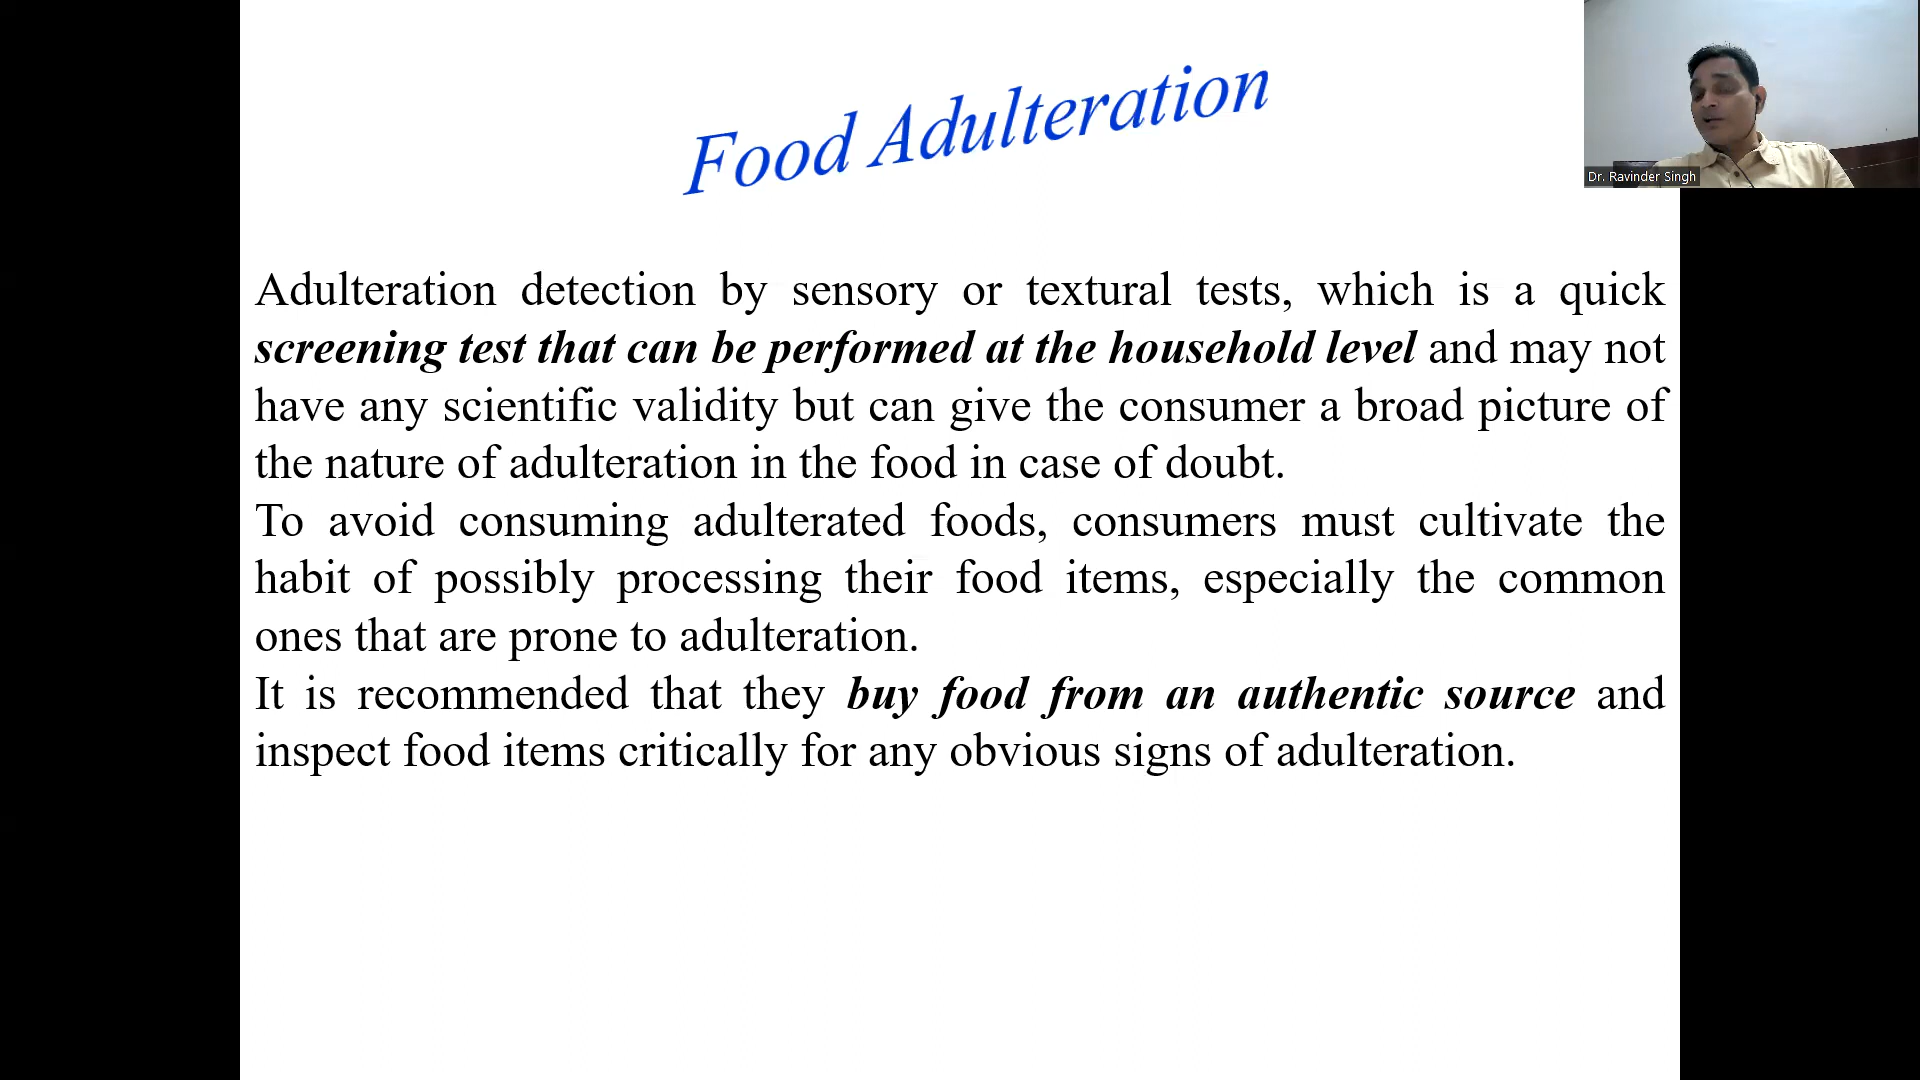 Food Adulteration
Dr. Ravinder Singh
Adulteration detection by sensory or textural tests, which is a quick
screening test that can be performed at the household level and may not
have any scientific validity but can give the consumer a broad picture of
the nature of adulteration in the food in case of doubt.
To avoid consuming adulterated foods, consumers must cultivate the
habit of possibly processing their food items, especially the common
ones that are prone to adulteration.
It is recommended that they buy food from an authentic source and
inspect food items critically for any obvious signs of adulteration.